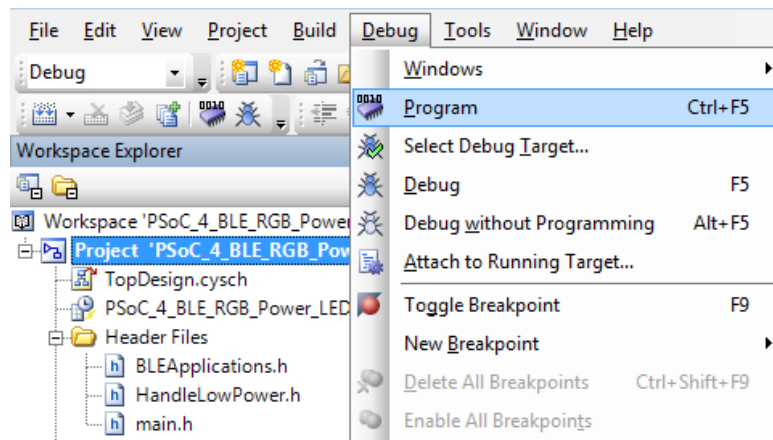 File Edit View Project Build Debug Tools Window Help
Debug
Windows
Program Ctrl+F5
Select Debug Target...
Debug F5
Debug without Programming Alt+F5
Attach to Running Target...
Toggle Breakpoint F9
New Breakpoint
Delete All Breakpoints Ctrl+Shift+F9
Enable All Breakpoints
Workspace Explorer
Workspace 'PSoC_4_BLE_RGB_Power
Project 'PSoC_4_BLE_RGB_Pow
TopDesign.cysch
PSoC_4_BLE_RGB_Power_LED
Header Files
h BLEApplications.h
h HandleLowPower.h
h main.h